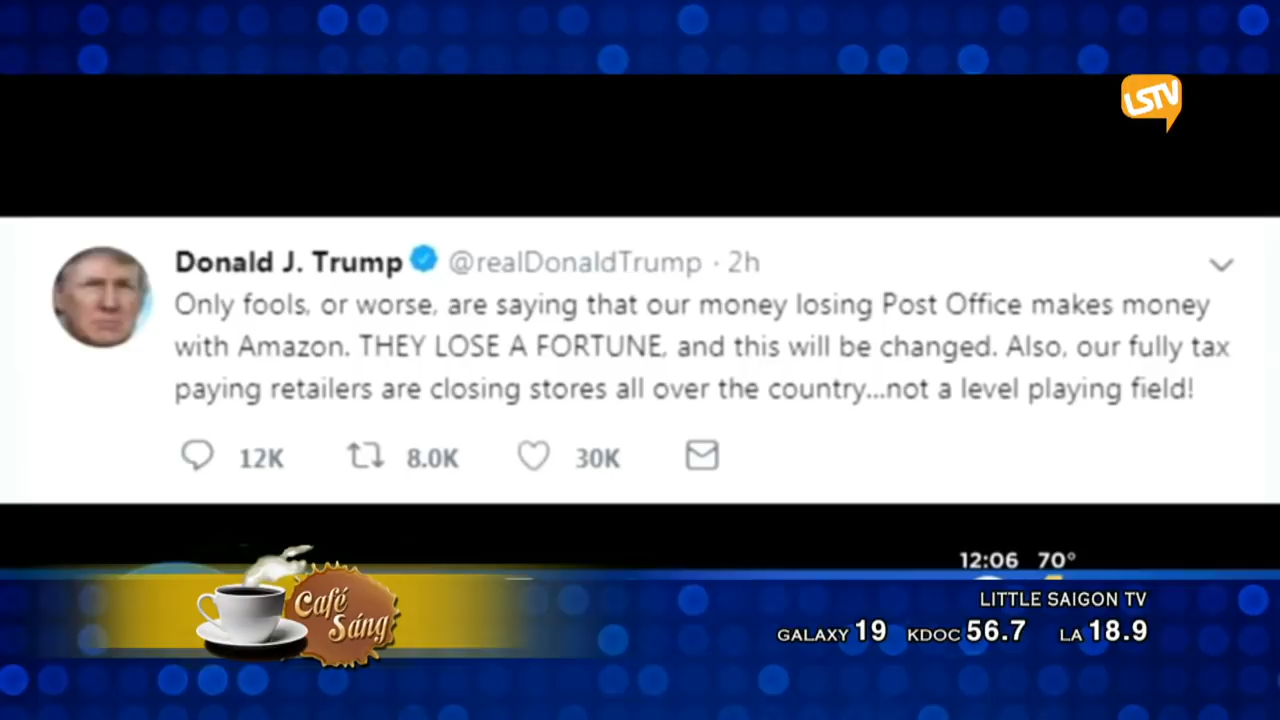 LSTV
Donald J. Trump @realDonaldTrump · 2h
Only fools, or worse, are saying that our money losing Post Office makes money
with Amazon. THEY LOSE A FORTUNE, and this will be changed. Also, our fully tax
paying retailers are closing stores all over the country...not a level playing field!
12K 8.0K 30K
12:06 70°
Café
Sáng
LITTLE SAIGON TV
GALAXY 19 KDOC 56.7 LA 18.9